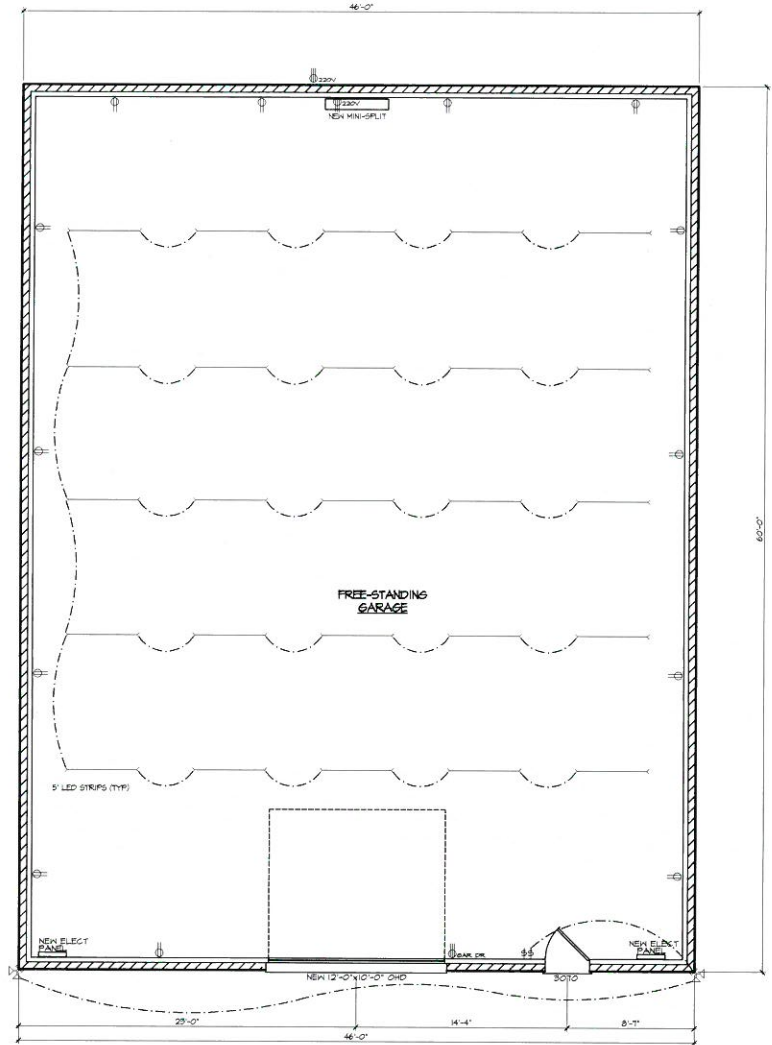 46'-0"
220V
220V
NEW MINI-SPLIT
60'-0"
FREE-STANDING
GARAGE
5' LED STRIPS (TYP)
NEW ELECT
PANEL
GAR DR
$$
NEW ELECT
PANEL
NEW 12'-0"x10'-0" OHD
3070
23'-0"
14'-4"
8'-7"
46'-0"